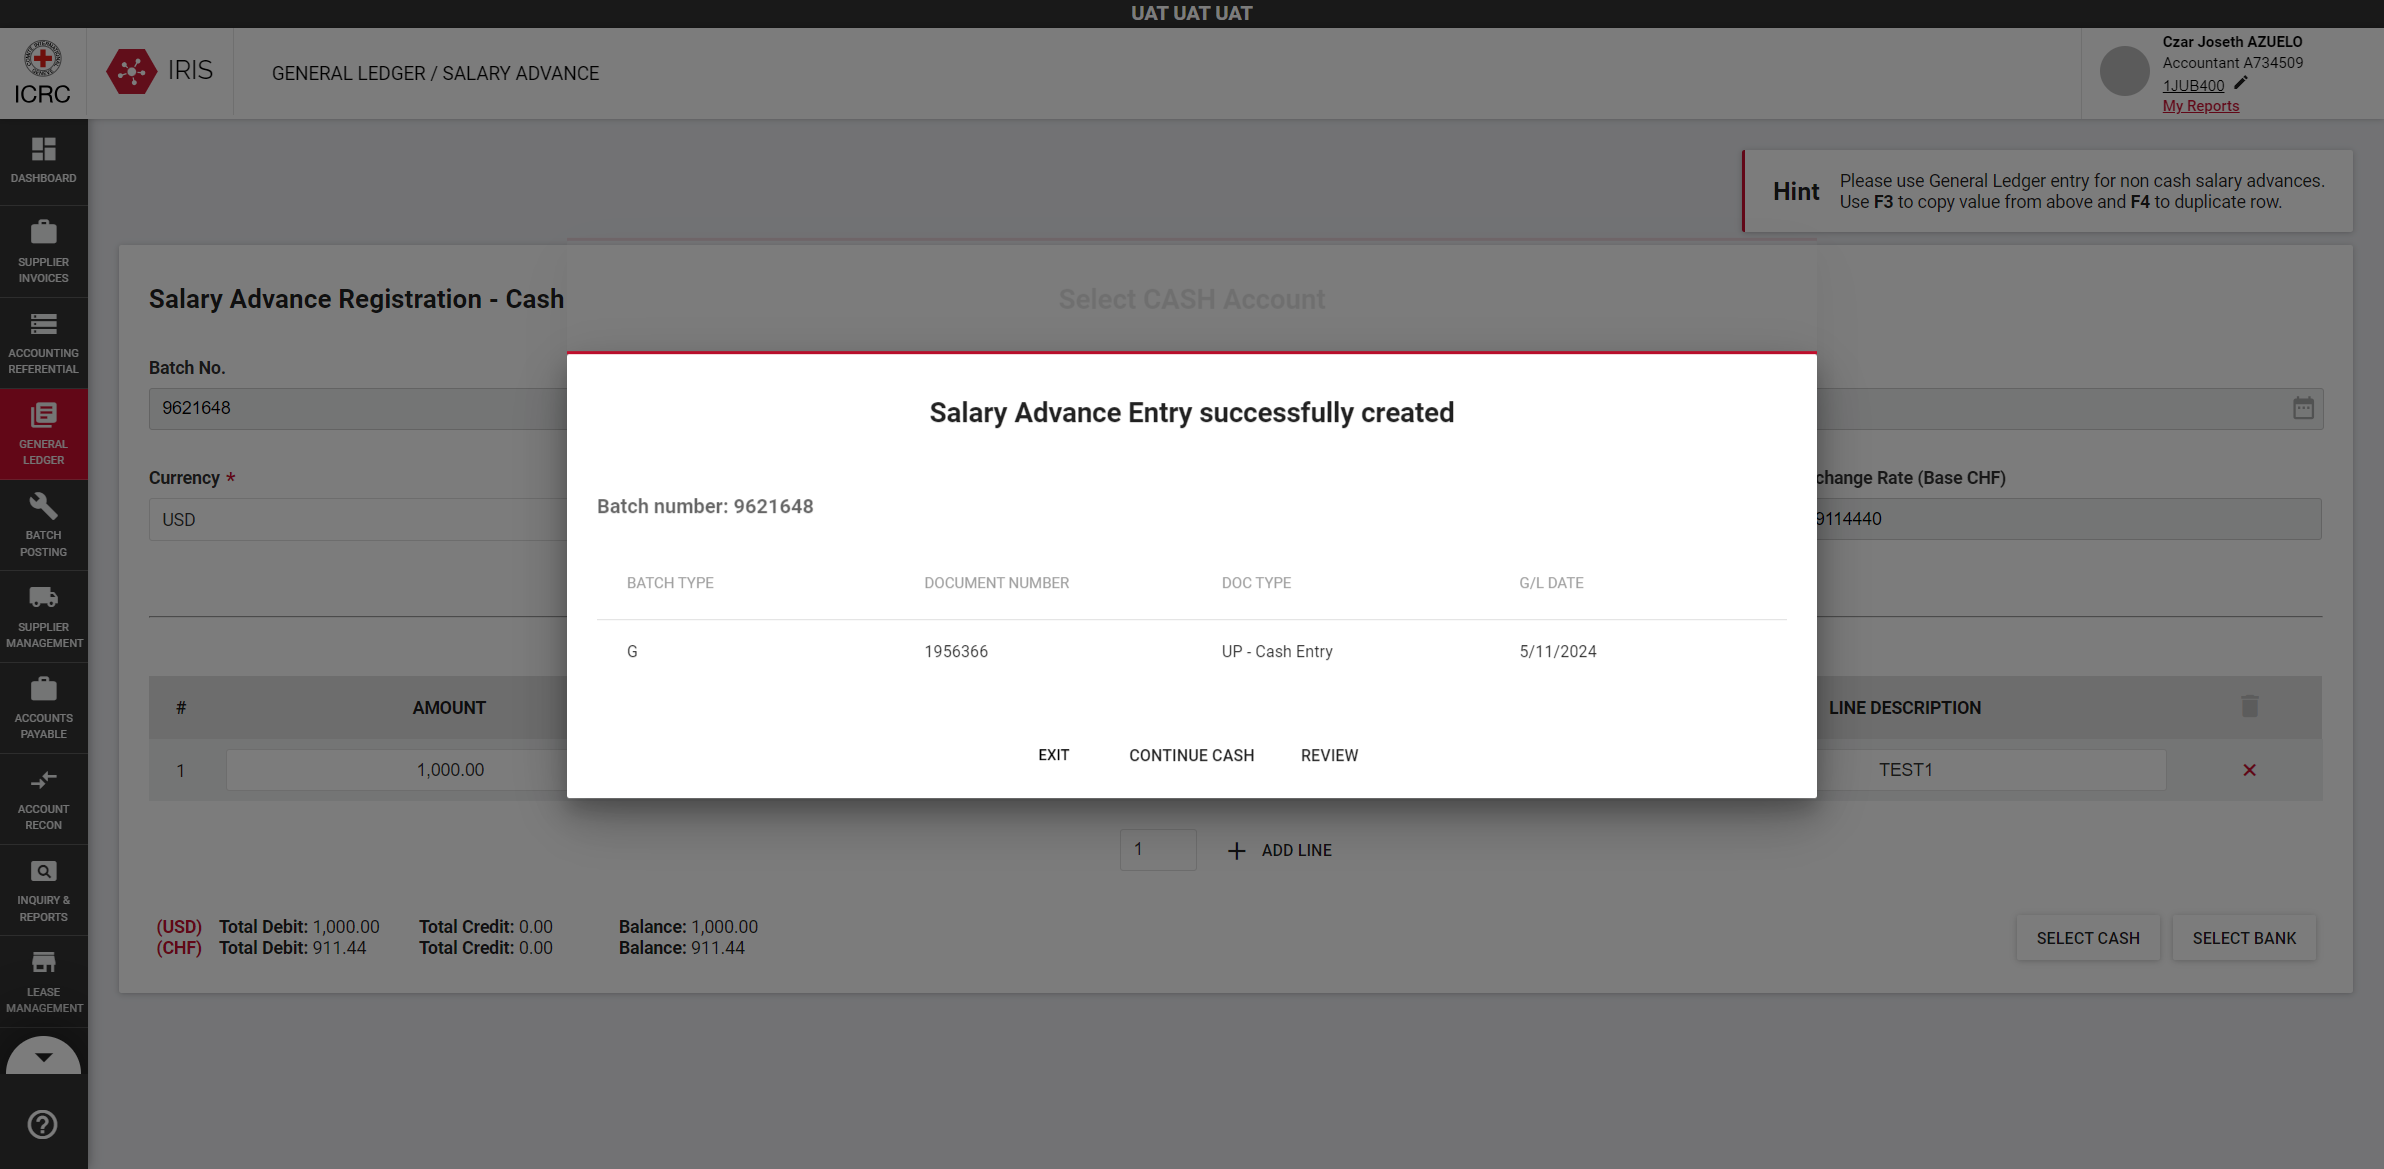 UAT UAT UAT
ICRC
IRIS
GENERAL LEDGER / SALARY ADVANCE
Czar Joseth AZUELO
Accountant A734509
1JUB400
My Reports
DASHBOARD
SUPPLIER
INVOICES
ACCOUNTING
REFERENTIAL
GENERAL
LEDGER
BATCH
POSTING
SUPPLIER
MANAGEMENT
ACCOUNTS
PAYABLE
ACCOUNT
RECON
INQUIRY &
REPORTS
LEASE
MANAGEMENT
Hint
Please use General Ledger entry for non cash salary advances.
Use F3 to copy value from above and F4 to duplicate row.
Salary Advance Registration - Cash
Select CASH Account
Batch No.
9621648
Currency *
USD
change Rate (Base CHF)
9114440
Salary Advance Entry successfully created
Batch number: 9621648
BATCH TYPE DOCUMENT NUMBER DOC TYPE G/L DATE
G 1956366 UP - Cash Entry 5/11/2024
EXIT CONTINUE CASH REVIEW
# AMOUNT LINE DESCRIPTION
1 1,000.00 TEST1
1 ADD LINE
(USD) Total Debit: 1,000.00 Total Credit: 0.00 Balance: 1,000.00
(CHF) Total Debit: 911.44 Total Credit: 0.00 Balance: 911.44
SELECT CASH SELECT BANK